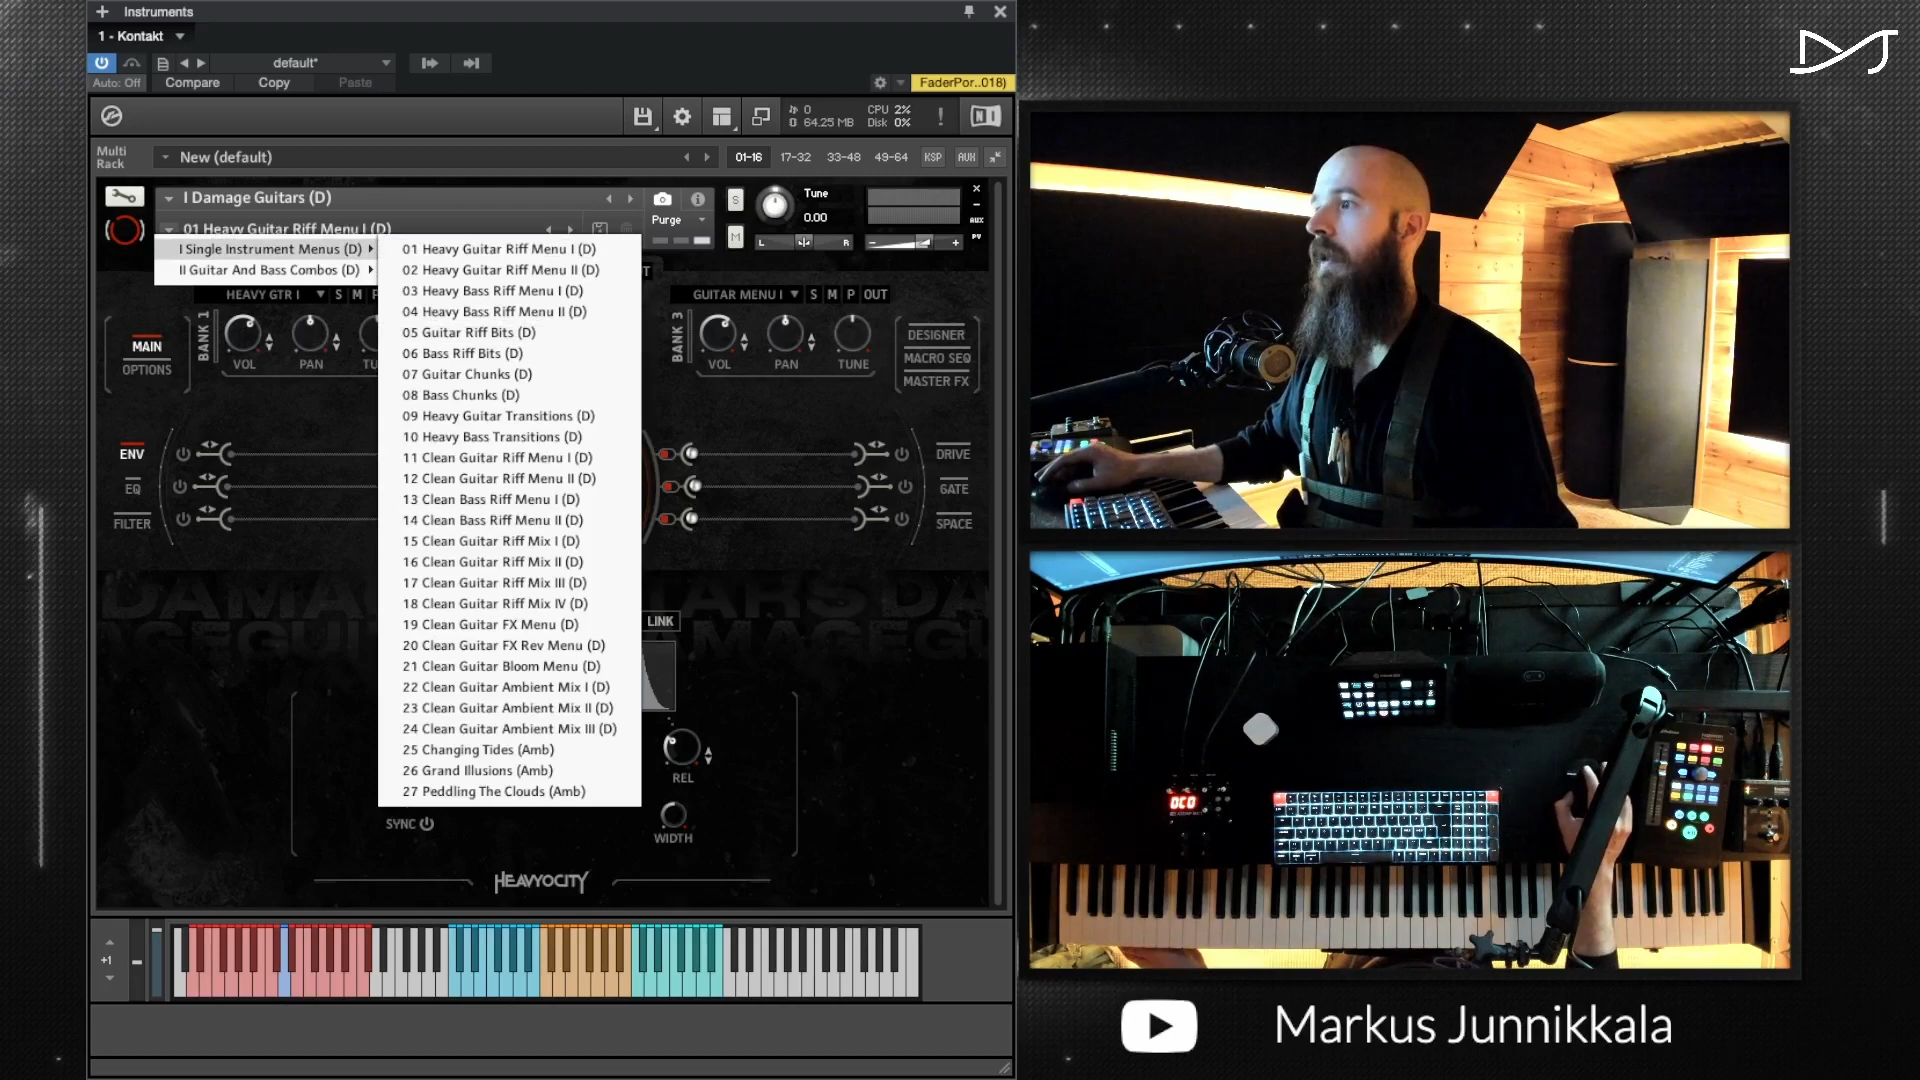 Instruments
1 - Kontakt
default*
Auto: Off Compare Copy Paste
FaderPor..018)
0 CPU 2%
0 64.25 MB Disk 0%
!
NI
Multi Rack
New (default)
01-16 17-32 33-48 49-64 KSP AUX
I Damage Guitars (D)
01 Heavy Guitar Riff Menu I (D)
Purge
S
M
Tune
0.00
L R
- +
AUX
PV
I Single Instrument Menus (D)
II Guitar And Bass Combos (D)
01 Heavy Guitar Riff Menu I (D)
02 Heavy Guitar Riff Menu II (D)
03 Heavy Bass Riff Menu I (D)
04 Heavy Bass Riff Menu II (D)
05 Guitar Riff Bits (D)
06 Bass Riff Bits (D)
07 Guitar Chunks (D)
08 Bass Chunks (D)
09 Heavy Guitar Transitions (D)
10 Heavy Bass Transitions (D)
11 Clean Guitar Riff Menu I (D)
12 Clean Guitar Riff Menu II (D)
13 Clean Bass Riff Menu I (D)
14 Clean Bass Riff Menu II (D)
15 Clean Guitar Riff Mix I (D)
16 Clean Guitar Riff Mix II (D)
17 Clean Guitar Riff Mix III (D)
18 Clean Guitar Riff Mix IV (D)
19 Clean Guitar FX Menu (D)
20 Clean Guitar FX Rev Menu (D)
21 Clean Guitar Bloom Menu (D)
22 Clean Guitar Ambient Mix I (D)
23 Clean Guitar Ambient Mix II (D)
24 Clean Guitar Ambient Mix III (D)
25 Changing Tides (Amb)
26 Grand Illusions (Amb)
27 Peddling The Clouds (Amb)
HEAVY GTR I S M P
GUITAR MENU I S M P OUT
MAIN
OPTIONS
BANK 1
VOL PAN TU
BANK 3
VOL PAN TUNE
DESIGNER
MACRO SEQ
MASTER FX
ENV
EQ
FILTER
DRIVE
GATE
SPACE
LINK
REL
SYNC
WIDTH
HEAVYOCITY
+1
OCO
Markus Junnikkala